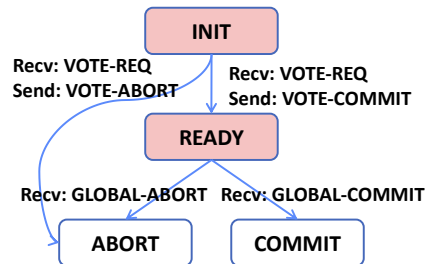 INIT
Recv: VOTE-REQ
Send: VOTE-ABORT
Recv: VOTE-REQ
Send: VOTE-COMMIT
READY
Recv: GLOBAL-ABORT
Recv: GLOBAL-COMMIT
ABORT
COMMIT